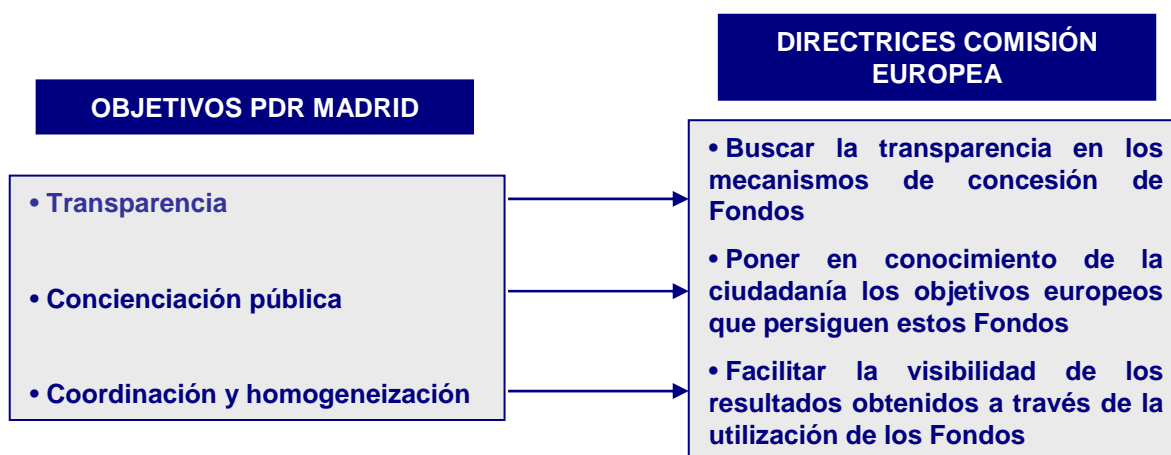 OBJETIVOS PDR MADRID
• Transparencia
• Concienciación pública
• Coordinación y homogeneización
DIRECTRICES COMISIÓN
EUROPEA
• Buscar la transparencia en los
mecanismos de concesión de
Fondos
• Poner en conocimiento de la
ciudadanía los objetivos europeos
que persiguen estos Fondos
• Facilitar la visibilidad de los
resultados obtenidos a través de la
utilización de los Fondos